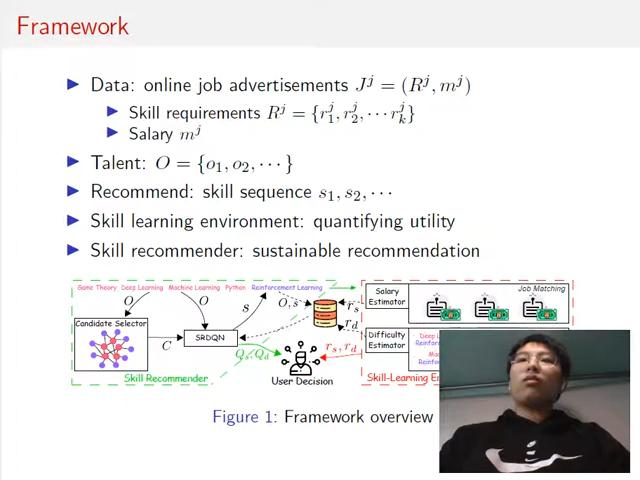 Framework
Data: online job advertisements J^j = (R^j, m^j)
Skill requirements R^j = {r_1^j, r_2^j, ··· r_k^j}
Salary m^j
Talent: O = {o_1, o_2, ··· }
Recommend: skill sequence s_1, s_2, ···
Skill learning environment: quantifying utility
Skill recommender: sustainable recommendation
Game Theory Deep Learning Machine Learning Python Reinforcement Learning
O O s O, s r_s r_d
Salary Estimator
Job Matching
Candidate Selector
C
SRDQN
Difficulty Estimator
Q_s, Q_d
r_s, r_d
Skill Recommender
User Decision
Figure 1: Framework overview